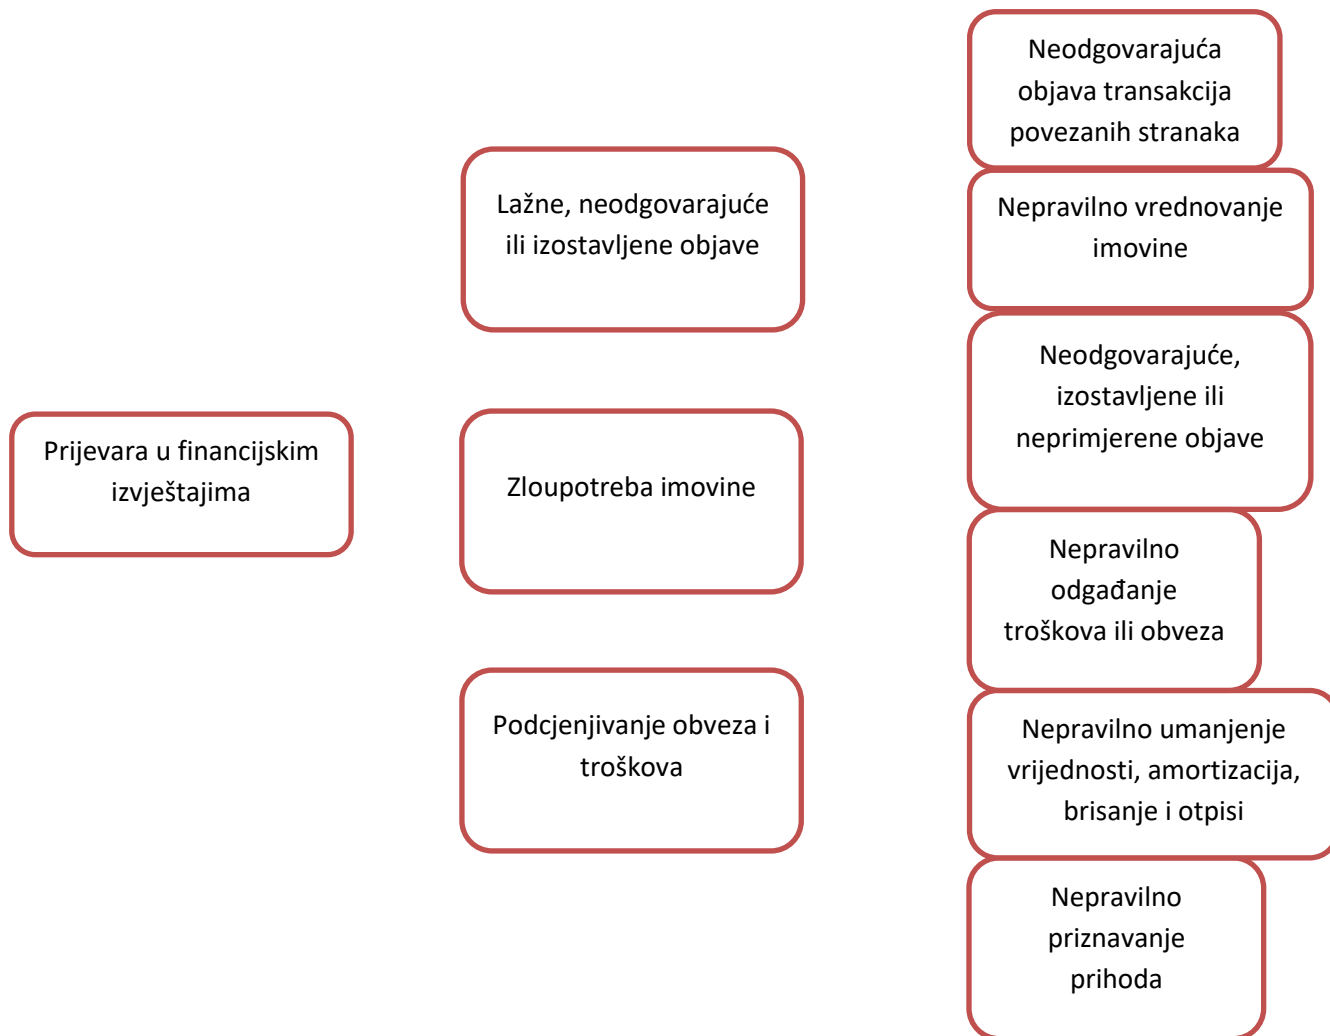 Prijevara u financijskim
izvještajima
Lažne, neodgovarajuće
ili izostavljene objave
Zloupotreba imovine
Podcjenjivanje obveza i
troškova
Neodgovarajuća
objava transakcija
povezanih stranaka
Nepravilno vrednovanje
imovine
Neodgovarajuće,
izostavljene ili
neprimjerene objave
Nepravilno
odgađanje
troškova ili obveza
Nepravilno umanjenje
vrijednosti, amortizacija,
brisanje i otpisi
Nepravilno
priznavanje
prihoda